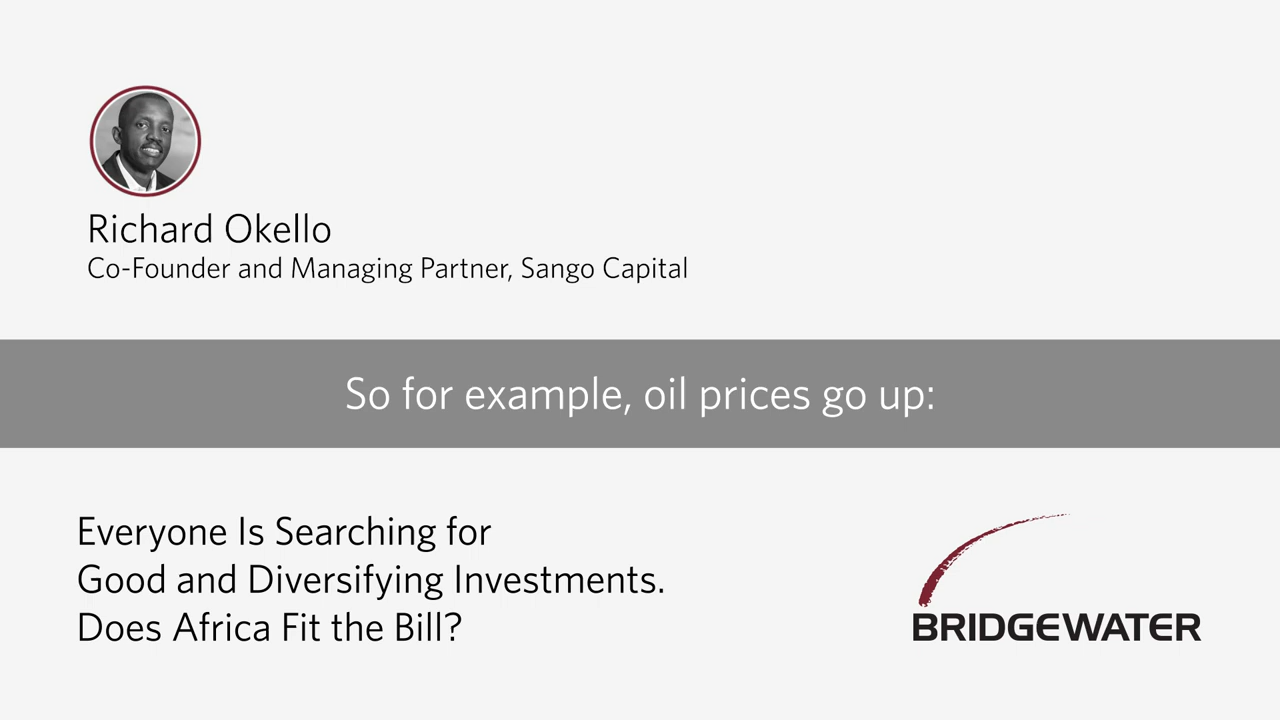 Richard Okello
Co-Founder and Managing Partner, Sango Capital
So for example, oil prices go up:
Everyone Is Searching for
Good and Diversifying Investments.
Does Africa Fit the Bill?
BRIDGEWATER